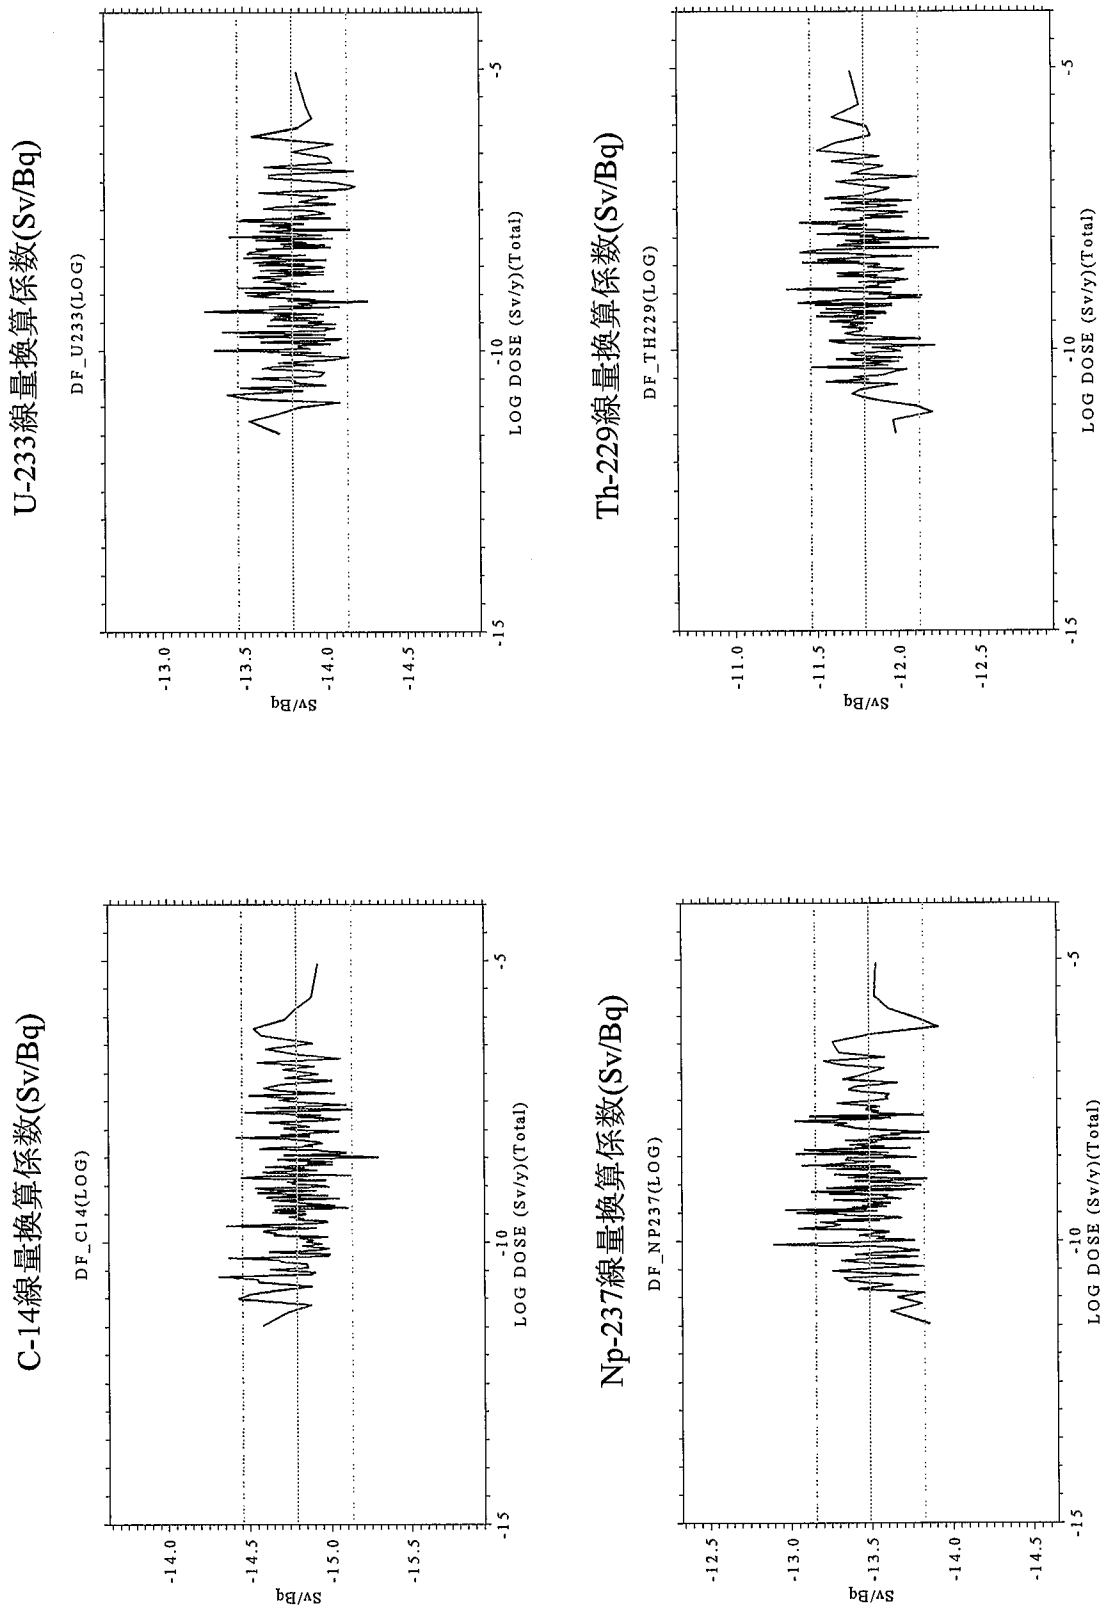 C-14線量換算係数(Sv/Bq)
DF_C14(LOG)
-14.0
-14.5
-15.0
-15.5
Sv/Bq
-15
-10
-5
LOG DOSE (Sv/y)(Total)
U-233線量換算係数(Sv/Bq)
DF_U233(LOG)
-13.0
-13.5
-14.0
-14.5
Sv/Bq
-15
-10
-5
LOG DOSE (Sv/y)(Total)
Np-237線量換算係数(Sv/Bq)
DF_NP237(LOG)
-12.5
-13.0
-13.5
-14.0
-14.5
Sv/Bq
-15
-10
-5
LOG DOSE (Sv/y)(Total)
Th-229線量換算係数(Sv/Bq)
DF_TH229(LOG)
-11.0
-11.5
-12.0
-12.5
Sv/Bq
-15
-10
-5
LOG DOSE (Sv/y)(Total)